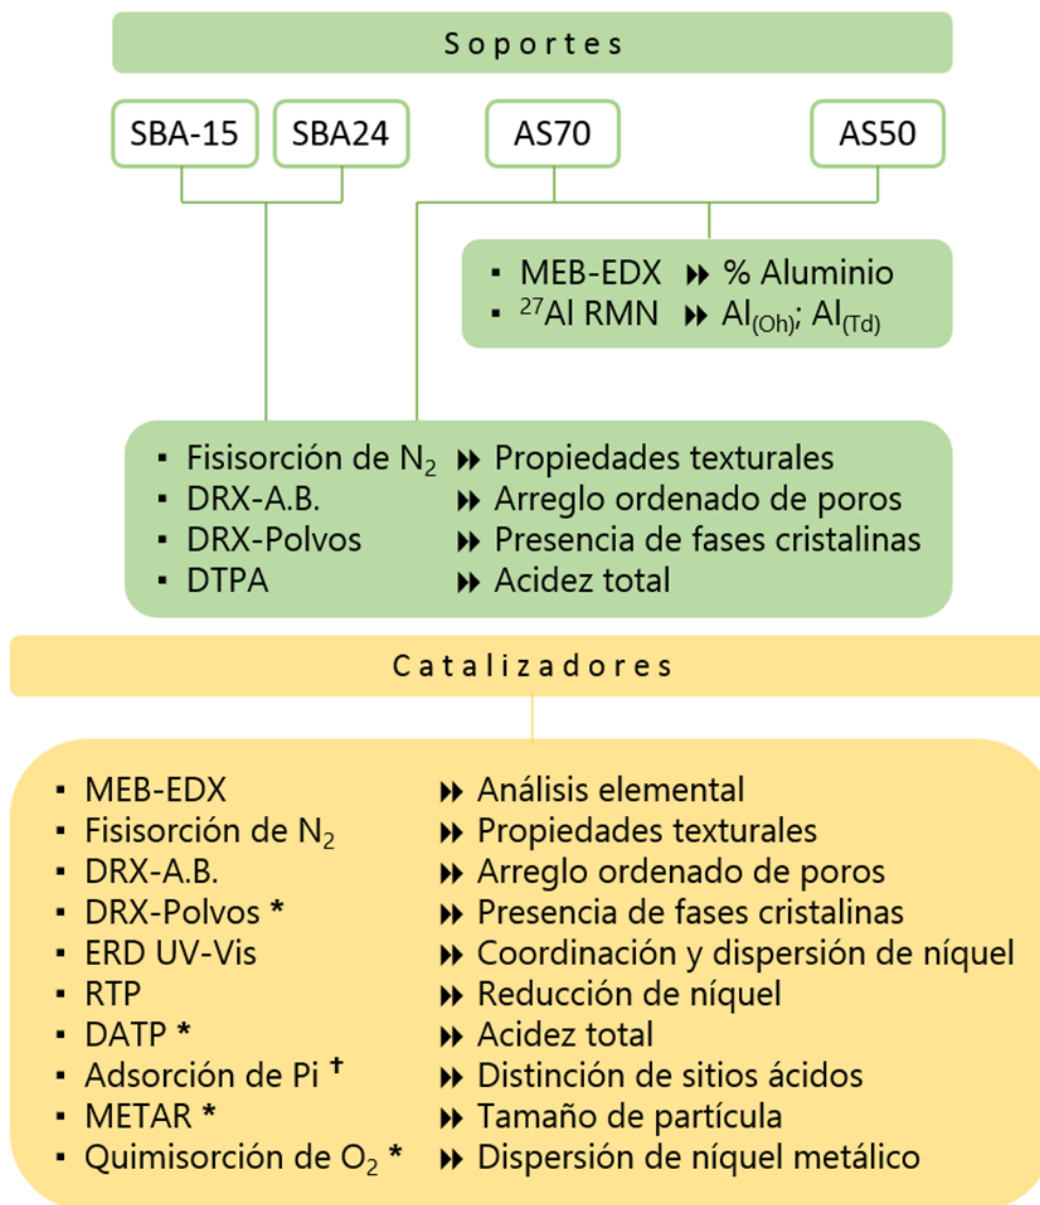 Soportes
SBA-15 SBA24 AS70 AS50
▪ MEB-EDX ▸▸ % Aluminio
▪ ²⁷Al RMN ▸▸ Al(Oh); Al(Td)
▪ Fisisorción de N₂ ▸▸ Propiedades texturales
▪ DRX-A.B. ▸▸ Arreglo ordenado de poros
▪ DRX-Polvos ▸▸ Presencia de fases cristalinas
▪ DTPA ▸▸ Acidez total
Catalizadores
▪ MEB-EDX ▸▸ Análisis elemental
▪ Fisisorción de N₂ ▸▸ Propiedades texturales
▪ DRX-A.B. ▸▸ Arreglo ordenado de poros
▪ DRX-Polvos * ▸▸ Presencia de fases cristalinas
▪ ERD UV-Vis ▸▸ Coordinación y dispersión de níquel
▪ RTP ▸▸ Reducción de níquel
▪ DATP * ▸▸ Acidez total
▪ Adsorción de Pi † ▸▸ Distinción de sitios ácidos
▪ METAR * ▸▸ Tamaño de partícula
▪ Quimisorción de O₂ * ▸▸ Dispersión de níquel metálico